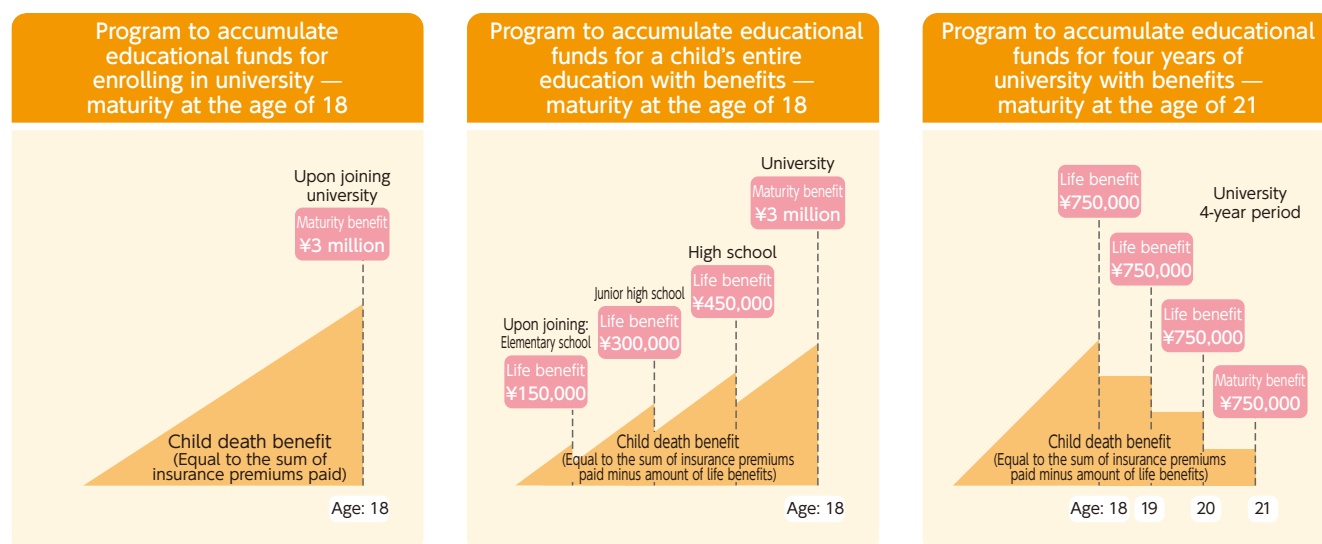 Program to accumulate
educational funds for
enrolling in university —
maturity at the age of 18
Upon joining
university
Maturity benefit
¥3 million
Child death benefit
(Equal to the sum of
insurance premiums paid)
Age: 18
Program to accumulate educational
funds for a child's entire
education with benefits —
maturity at the age of 18
University
Maturity benefit
¥3 million
High school
Life benefit
¥450,000
Junior high school
Life benefit
¥300,000
Upon joining:
Elementary school
Life benefit
¥150,000
Child death benefit
(Equal to the sum of insurance premiums
paid minus amount of life benefits)
Age: 18
Program to accumulate educational
funds for four years of
university with benefits —
maturity at the age of 21
Life benefit
¥750,000
University
4-year period
Life benefit
¥750,000
Life benefit
¥750,000
Maturity benefit
¥750,000
Child death benefit
(Equal to the sum of insurance premiums
paid minus amount of life benefits)
Age: 18 19 20 21